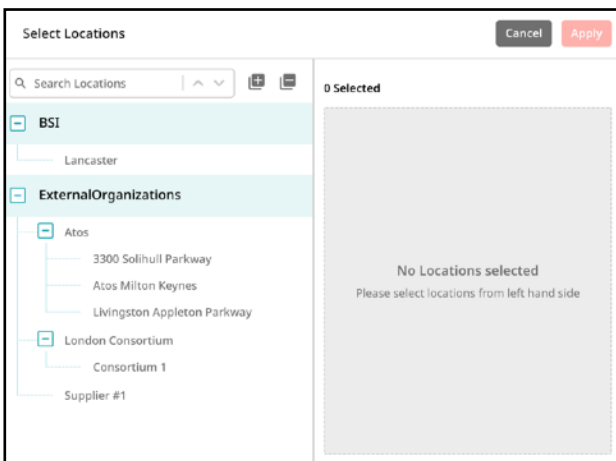 Select Locations
Cancel
Apply
Search Locations
0 Selected
BSI
Lancaster
ExternalOrganizations
Atos
3300 Solihull Parkway
Atos Milton Keynes
Livingston Appleton Parkway
London Consortium
Consortium 1
Supplier #1
No Locations selected
Please select locations from left hand side